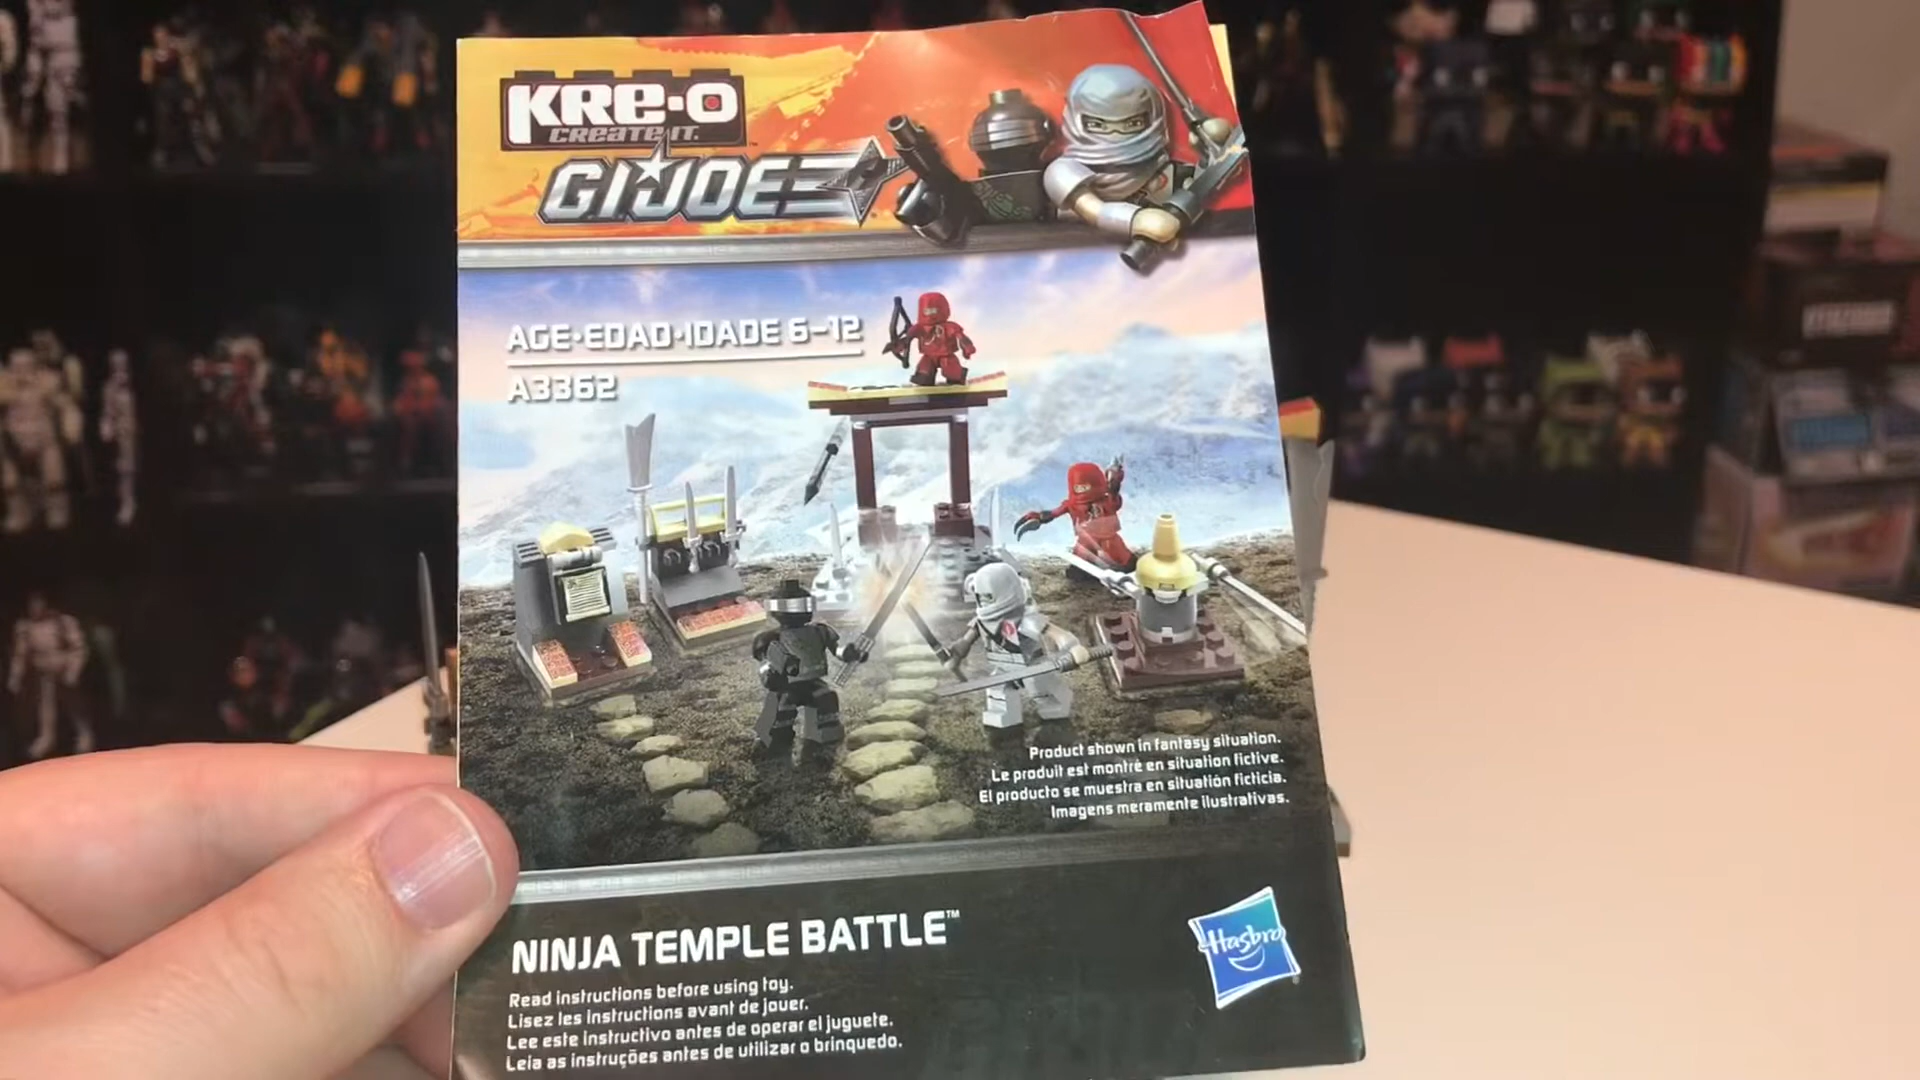 KRE-O
CREATE IT.™
G.I. JOE
AGE•EDAD•IDADE 6-12
A3362
Product shown in fantasy situation.
Le produit est montré en situation fictive.
El producto se muestra en situatión ficticia.
Imagens meramente ilustrativas.
NINJA TEMPLE BATTLE™
Hasbro
Read instructions before using toy.
Lisez les instructions avant de jouer.
Lee este instructivo antes de operar el juguete.
Leia as instruções antes de utilizar o brinquedo.